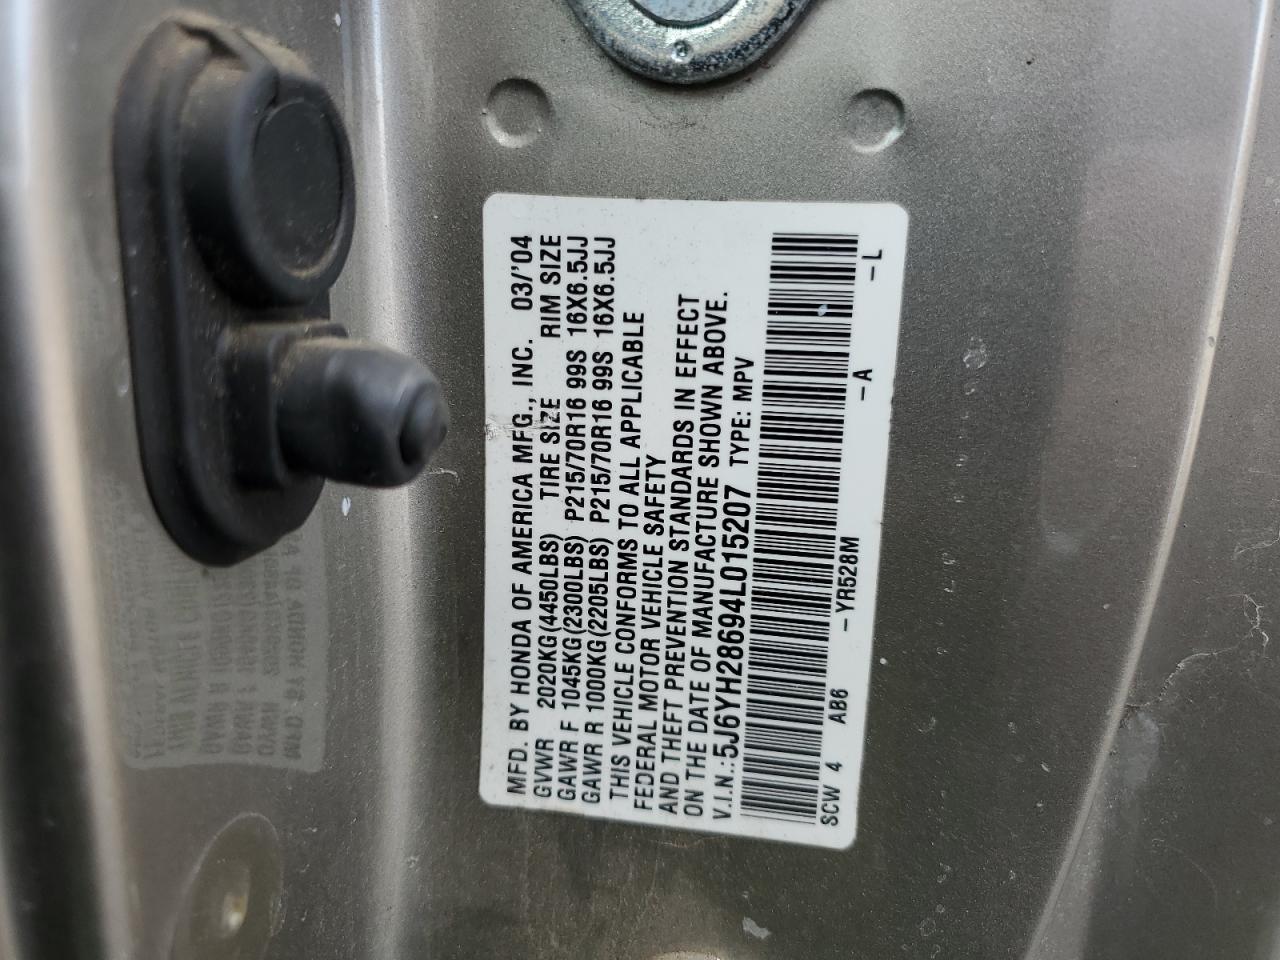 MFD. BY HONDA OF AMERICA MFG., INC. 03/'04
GVWR 2020KG(4450LBS) TIRE SIZE RIM SIZE
GAWR F 1045KG(2300LBS) P215/70R16 99S 16X6.5JJ
GAWR R 1000KG(2205LBS) P215/70R16 99S 16X6.5JJ
THIS VEHICLE CONFORMS TO ALL APPLICABLE
FEDERAL MOTOR VEHICLE SAFETY
AND THEFT PREVENTION STANDARDS IN EFFECT
ON THE DATE OF MANUFACTURE SHOWN ABOVE.
V.I.N.:5J6YH28694L015207 TYPE: MPV
SCW 4 AB6 -YR528M -A -L